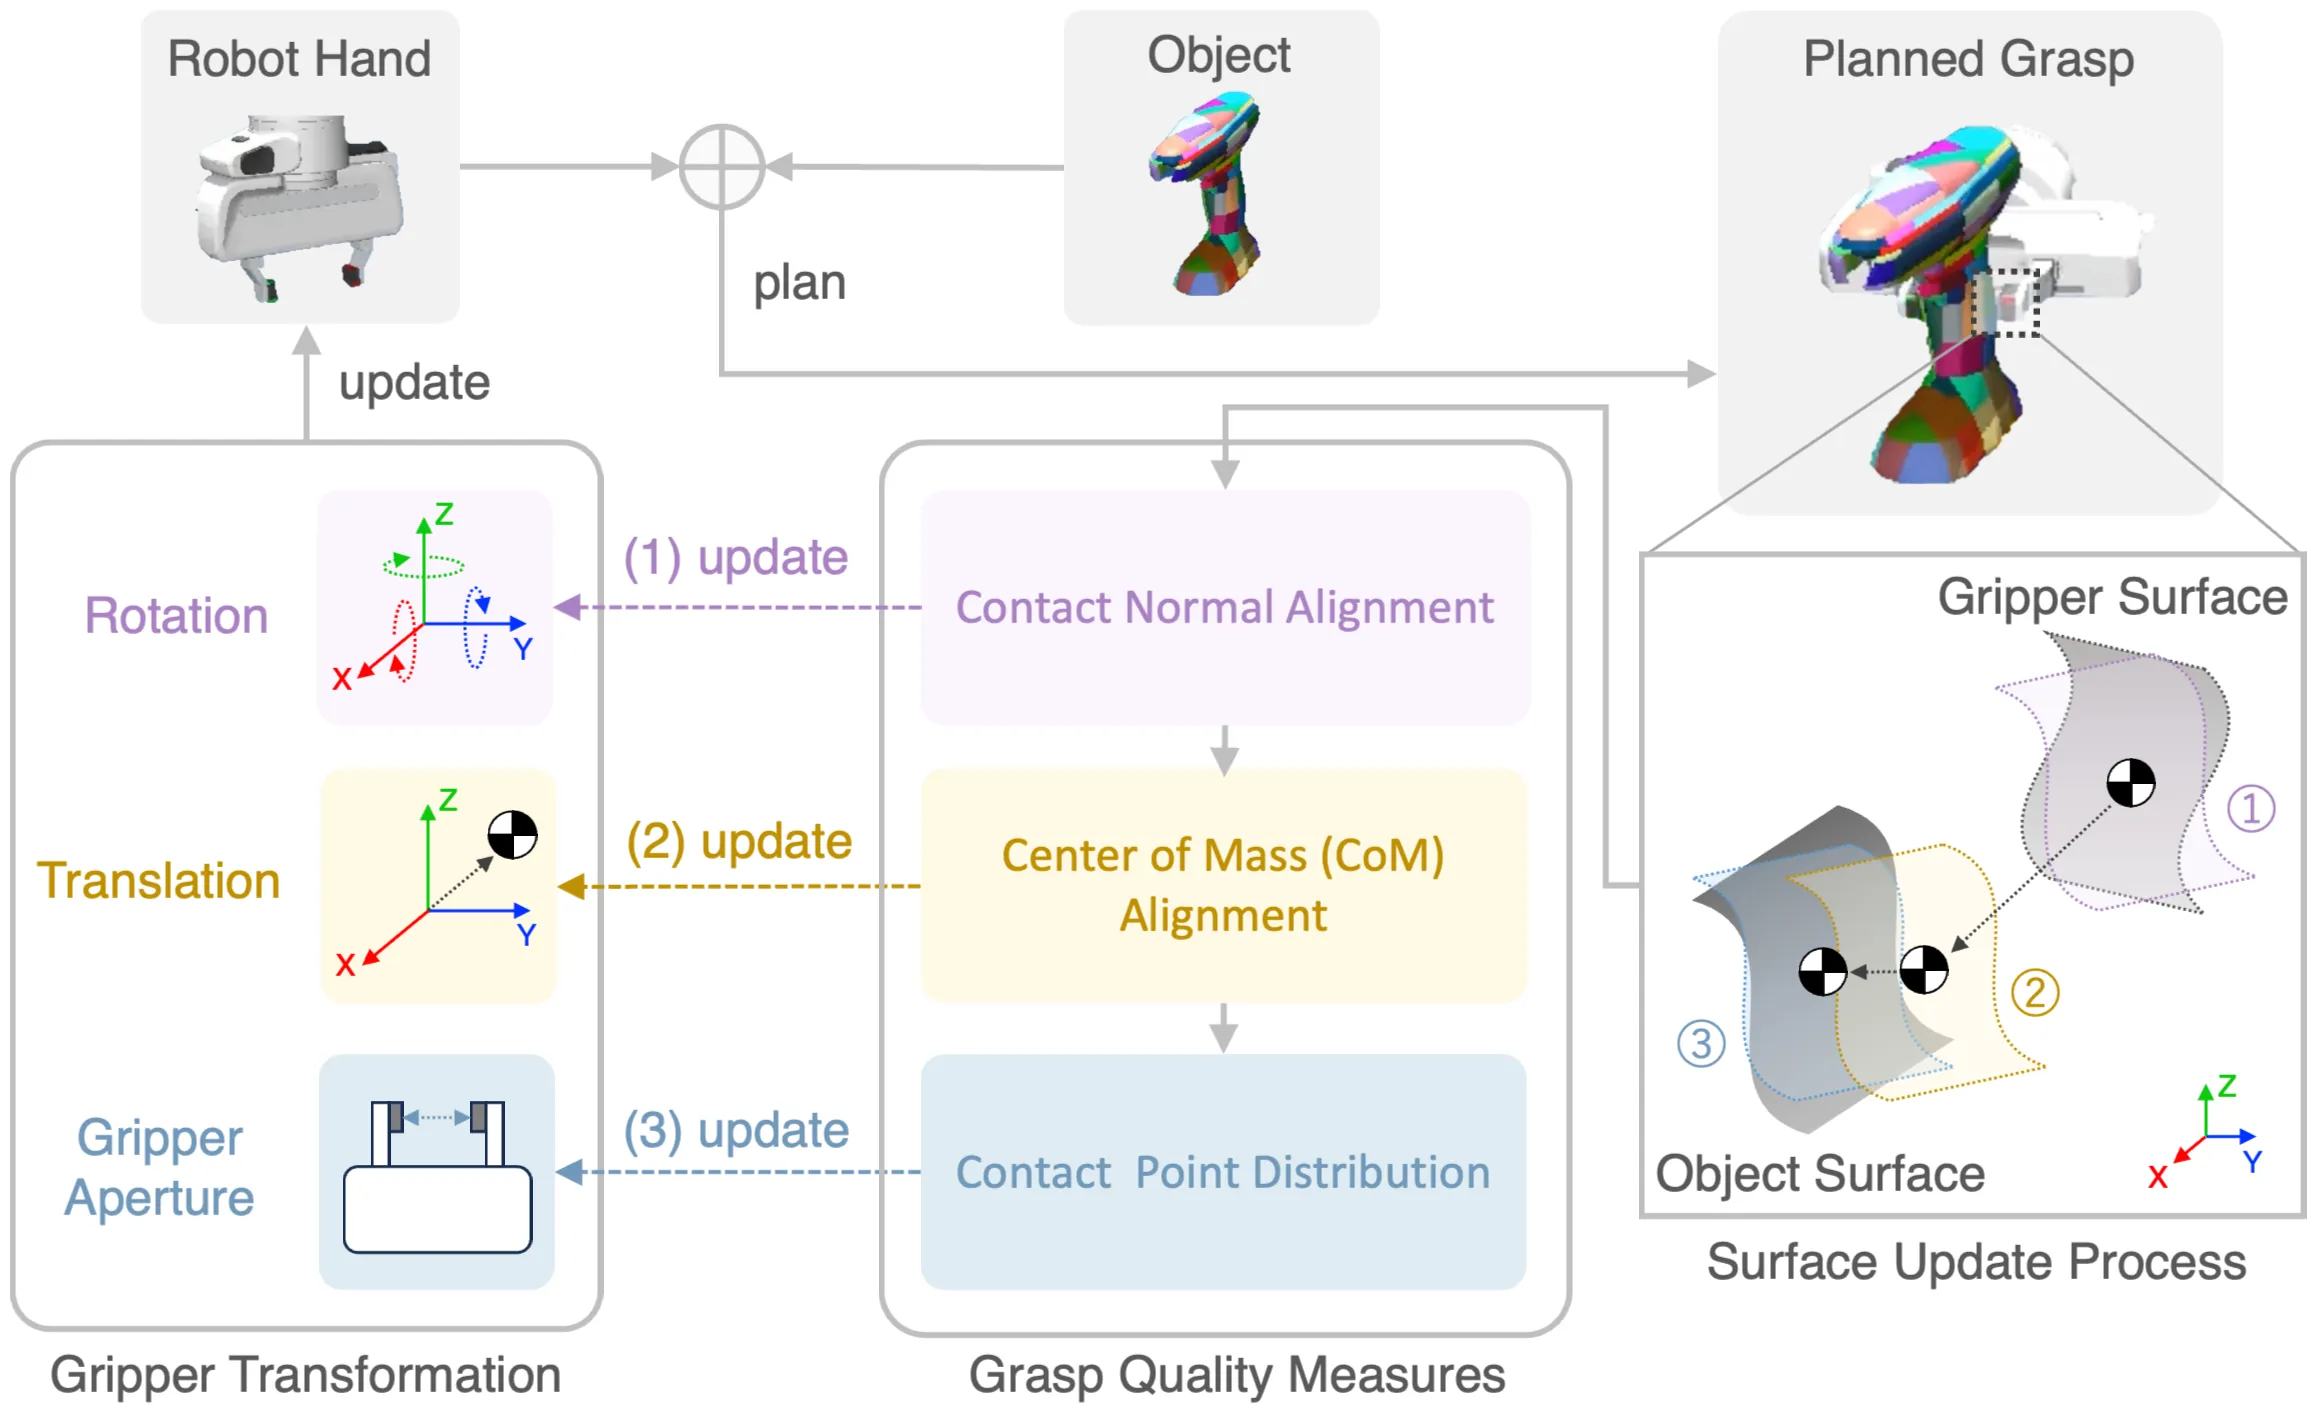 Robot Hand
Object
Planned Grasp
plan
update
Rotation
Z
Y
X
(1) update
Contact Normal Alignment
Translation
Z
Y
X
(2) update
Center of Mass (CoM)
Alignment
Gripper
Aperture
(3) update
Contact Point Distribution
Gripper Surface
①
②
③
Object Surface
Z
Y
X
Surface Update Process
Gripper Transformation
Grasp Quality Measures